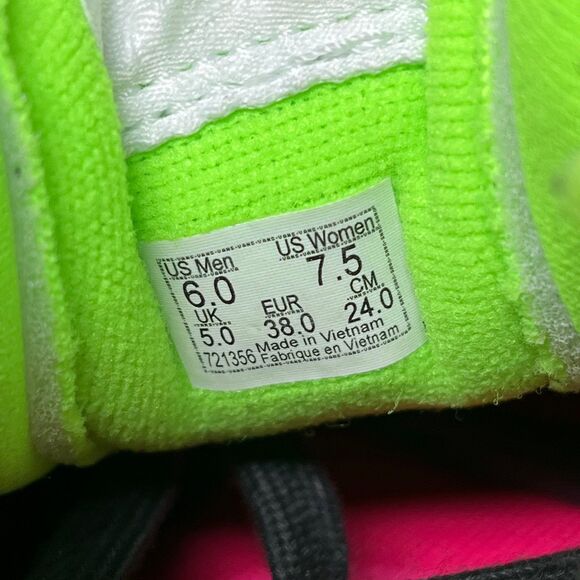 US Men US Women
6.0 7.5
UK EUR CM
5.0 38.0 24.0
Made in Vietnam
721356 Fabrique en Vietnam